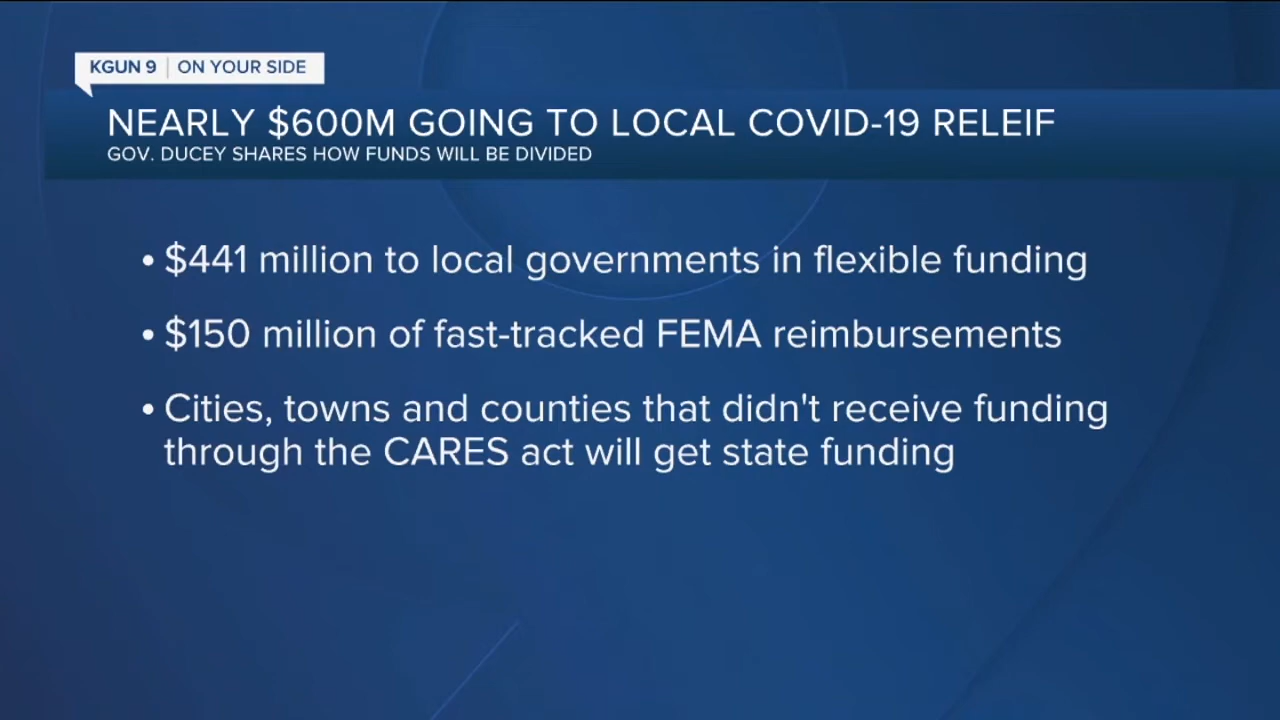 KGUN 9 | ON YOUR SIDE
NEARLY $600M GOING TO LOCAL COVID-19 RELEIF
GOV. DUCEY SHARES HOW FUNDS WILL BE DIVIDED
• $441 million to local governments in flexible funding
• $150 million of fast-tracked FEMA reimbursements
• Cities, towns and counties that didn't receive funding
through the CARES act will get state funding